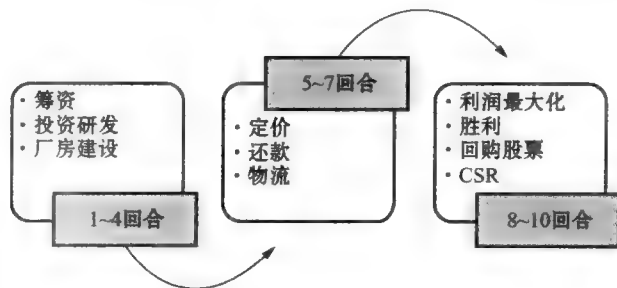 · 筹资
· 投资研发
· 厂房建设
1~4回合
5~7回合
· 定价
· 还款
· 物流
· 利润最大化
· 胜利
· 回购股票
· CSR
8~10回合